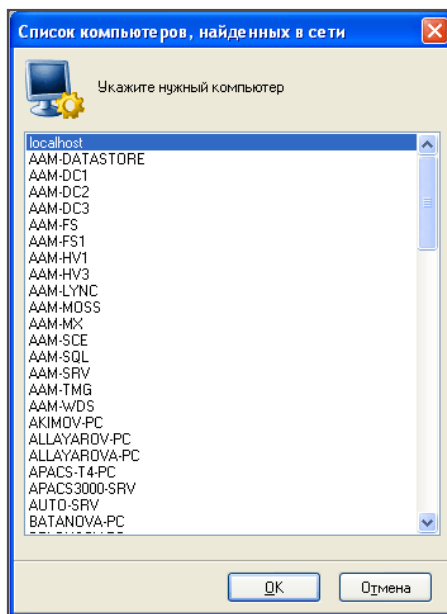 Список компьютеров, найденных в сети
Укажите нужный компьютер
localhost
AAM-DATASTORE
AAM-DC1
AAM-DC2
AAM-DC3
AAM-FS
AAM-FS1
AAM-HV1
AAM-HV3
AAM-LYNC
AAM-MOSS
AAM-MX
AAM-SCE
AAM-SQL
AAM-SRV
AAM-TMG
AAM-WDS
AKIMOV-PC
ALLAYAROV-PC
ALLAYAROVA-PC
APACS-T4-PC
APACS3000-SRV
AUTO-SRV
BATANOVA-PC
OK Отмена